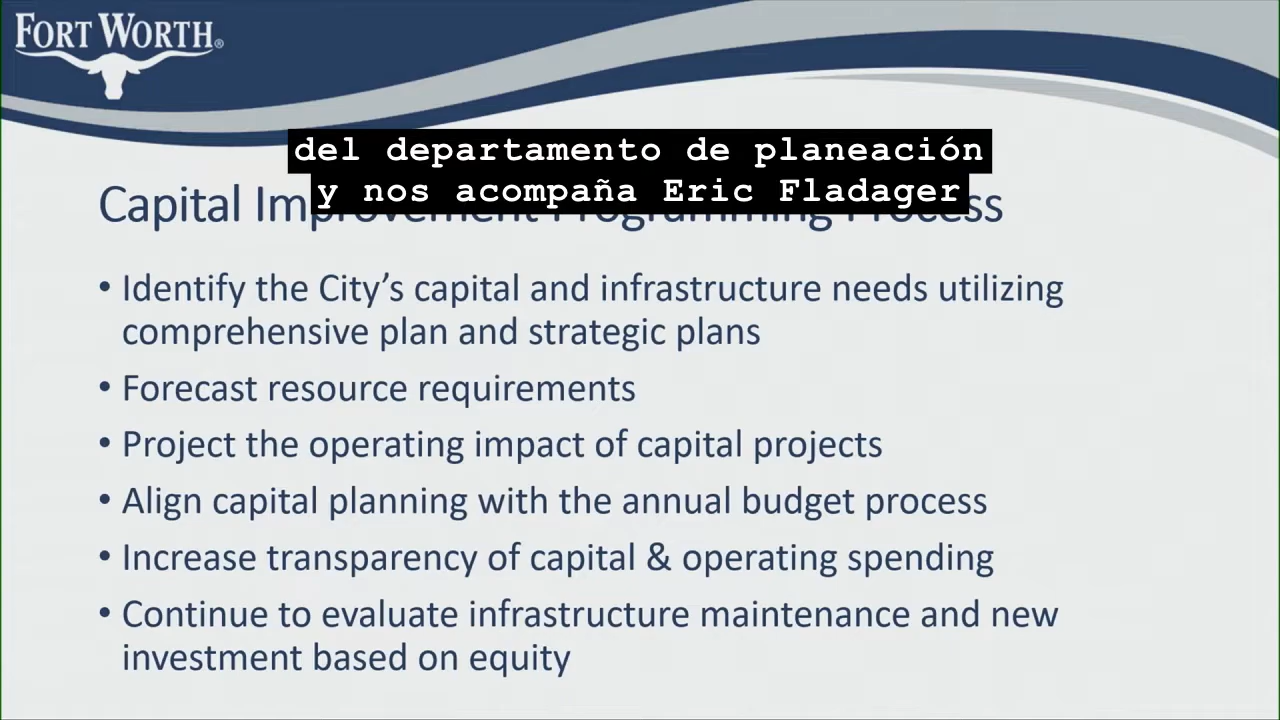 FORT WORTH®
del departamento de planeación
y nos acompaña Eric Fladager
Capital Improvement Programming Process
• Identify the City's capital and infrastructure needs utilizing
comprehensive plan and strategic plans
• Forecast resource requirements
• Project the operating impact of capital projects
• Align capital planning with the annual budget process
• Increase transparency of capital & operating spending
• Continue to evaluate infrastructure maintenance and new
investment based on equity